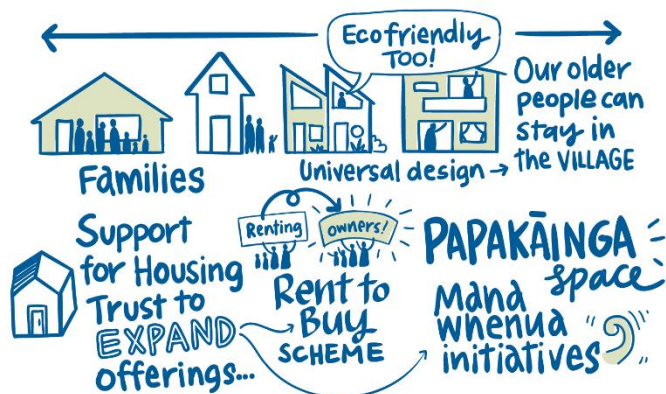 Ecofriendly
TOO!
Families
Universal design →
Our older
people can
stay in
the VILLAGE
Support
for Housing
Trust to
EXPAND
offerings...
Renting
owners!
Rent to
Buy
SCHEME
PAPAKĀINGA
space
Mana
whenua
initiatives